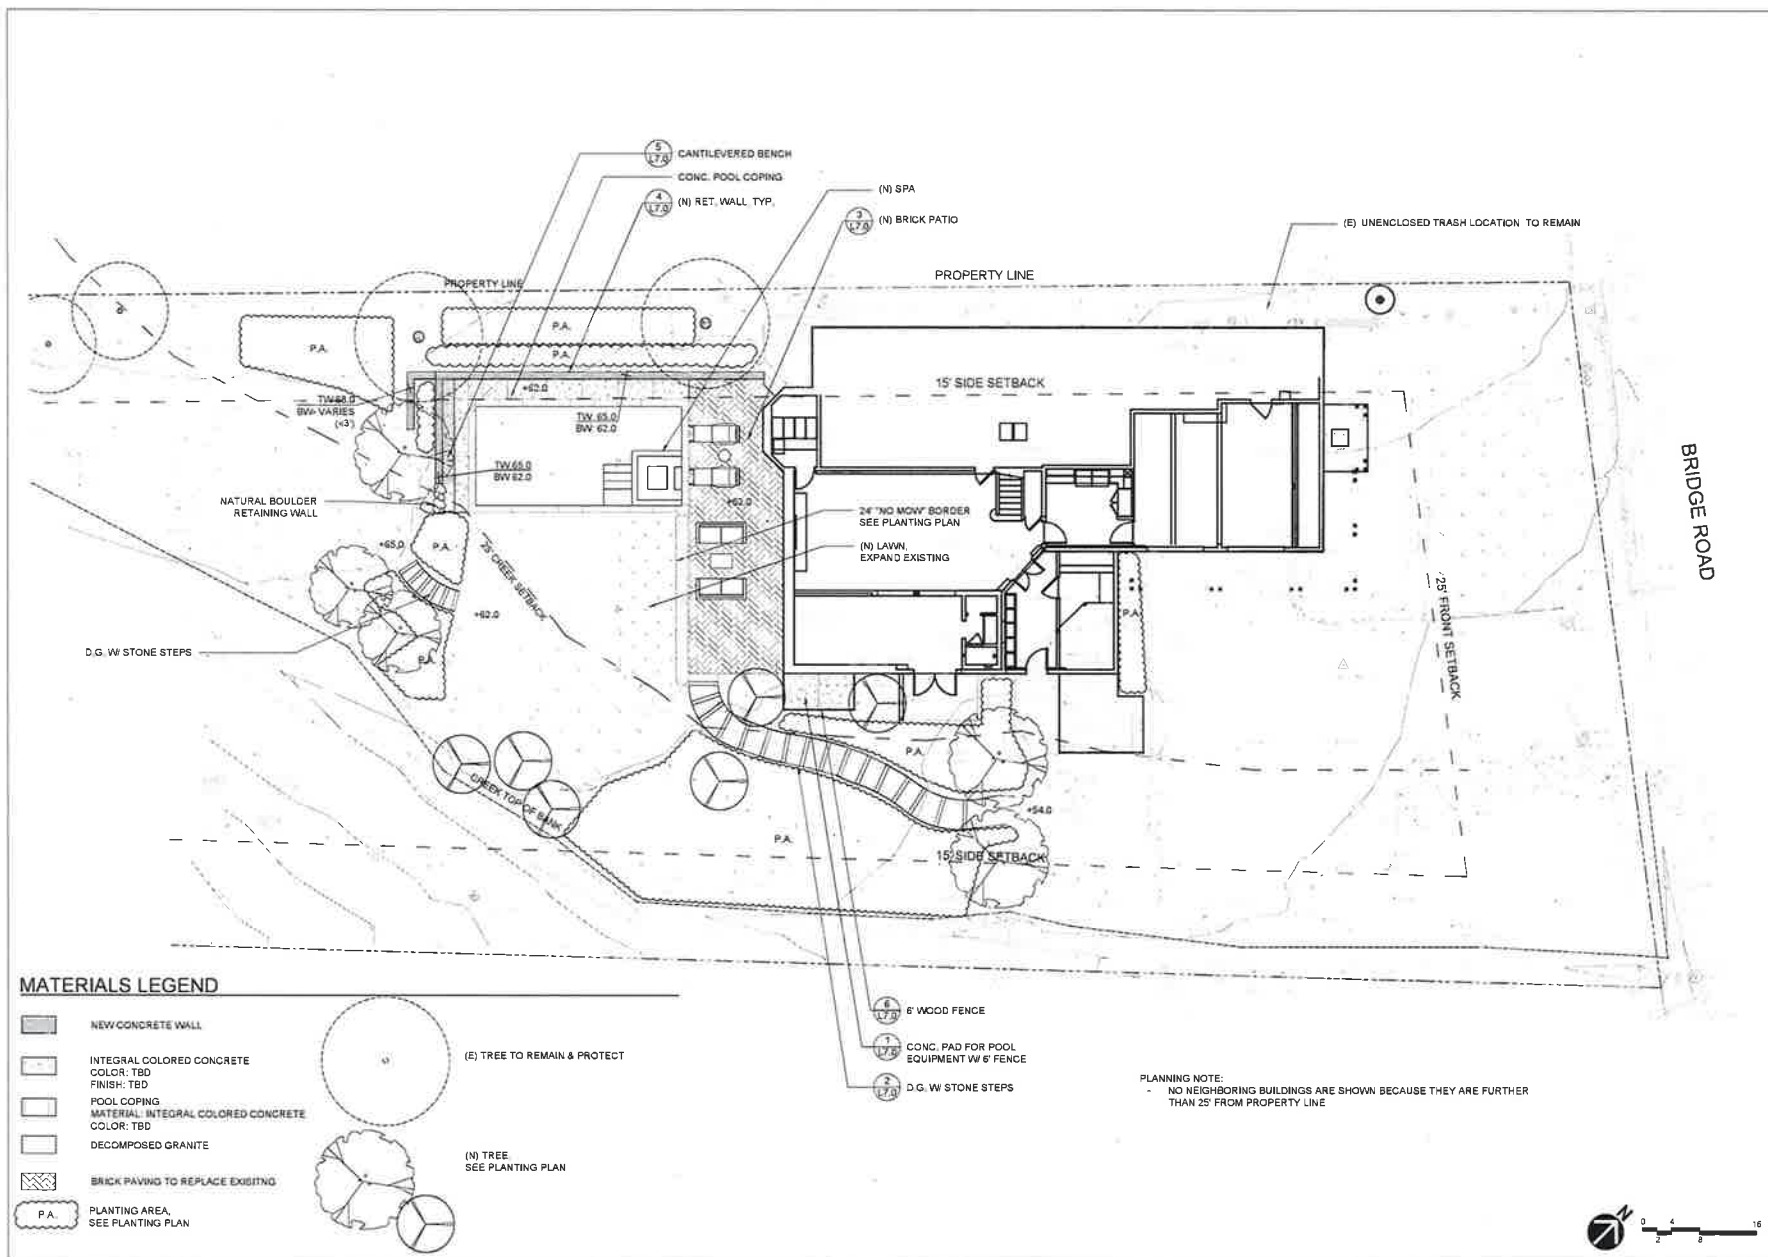 5
L7.0
CANTILEVERED BENCH
CONC. POOL COPING
4
L7.0
(N) RET. WALL TYP.
(N) SPA
3
L7.0
(N) BRICK PATIO
(E) UNENCLOSED TRASH LOCATION TO REMAIN
PROPERTY LINE
PROPERTY LINE
P.A.
P.A.
P.A.
+62.0
15' SIDE SETBACK
TW 68.0
BW- VARIES
(<3')
TW 65.0
BW 62.0
TW 65.0
BW 62.0
NATURAL BOULDER
RETAINING WALL
+62.0
24" "NO MOW" BORDER
SEE PLANTING PLAN
(N) LAWN,
EXPAND EXISTING
BRIDGE ROAD
+65.0
P.A.
25' CREEK SETBACK
+62.0
P.A.
25' FRONT SETBACK
D.G. W/ STONE STEPS
P.A.
P.A.
CREEK TOP OF BANK
+54.0
P.A.
15' SIDE SETBACK
MATERIALS LEGEND
NEW CONCRETE WALL
INTEGRAL COLORED CONCRETE
COLOR: TBD
FINISH: TBD
POOL COPING
MATERIAL: INTEGRAL COLORED CONCRETE
COLOR: TBD
DECOMPOSED GRANITE
BRICK PAVING TO REPLACE EXISITNG
P.A.
PLANTING AREA,
SEE PLANTING PLAN
(E) TREE TO REMAIN & PROTECT
(N) TREE
SEE PLANTING PLAN
6
L7.0
6' WOOD FENCE
1
L7.0
CONC. PAD FOR POOL
EQUIPMENT W/ 6' FENCE
2
L7.0
D.G. W/ STONE STEPS
PLANNING NOTE:
- NO NEIGHBORING BUILDINGS ARE SHOWN BECAUSE THEY ARE FURTHER
THAN 25' FROM PROPERTY LINE
N
0 4 16
2 8